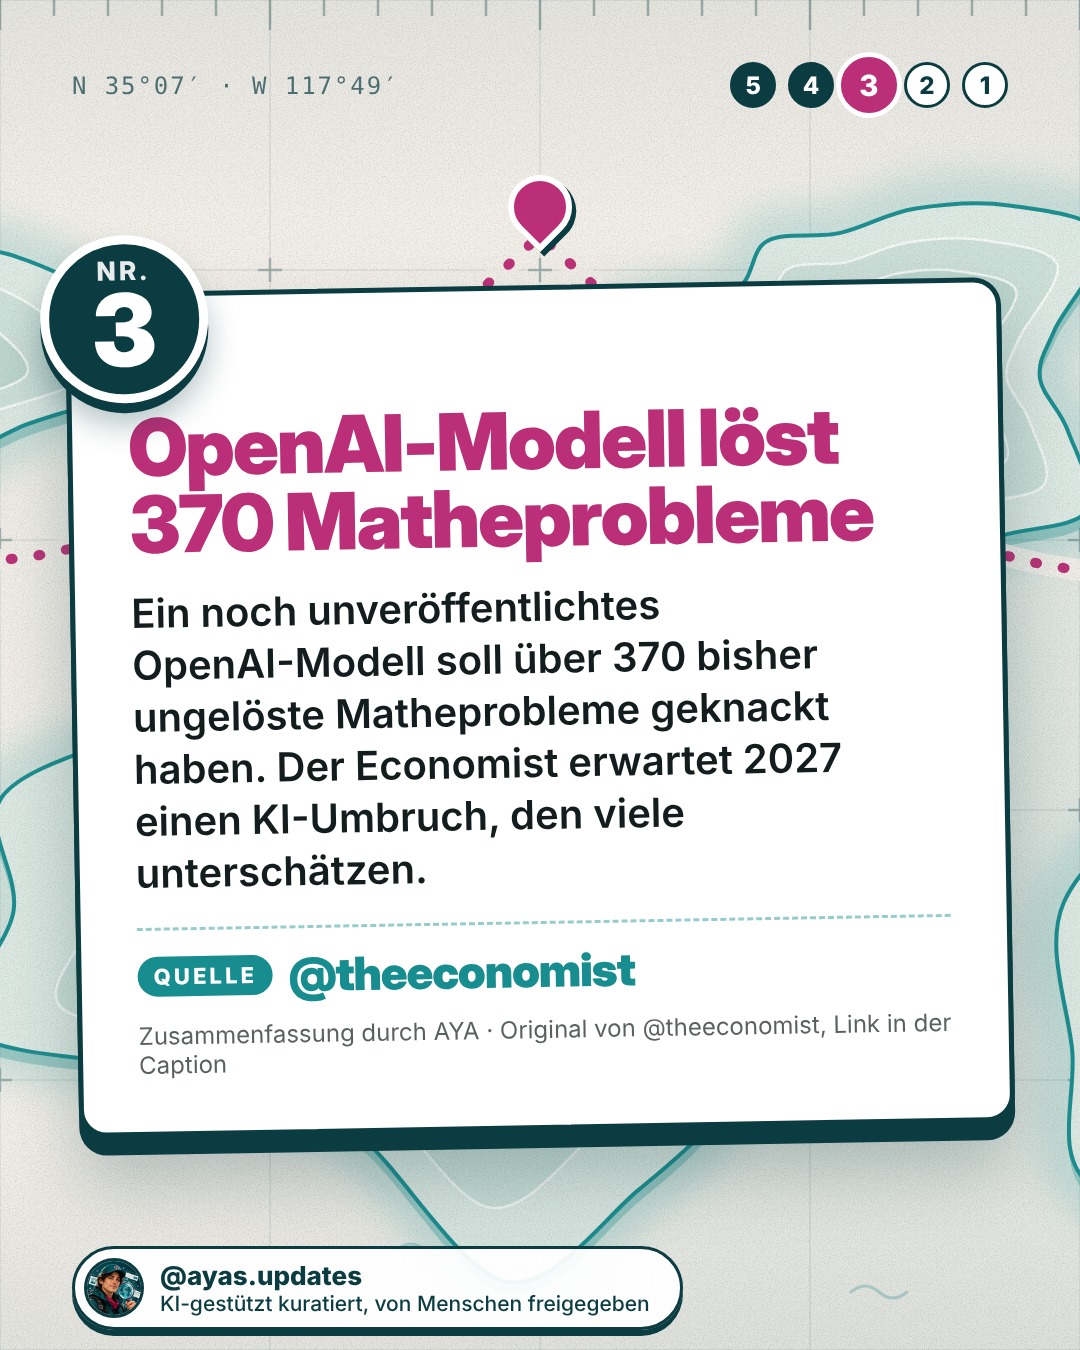 N 35°07′ · W 117°49′
5 4 3 2 1
NR.
3
OpenAI-Modell löst
370 Matheprobleme
Ein noch unveröffentlichtes
OpenAI-Modell soll über 370 bisher
ungelöste Matheprobleme geknackt
haben. Der Economist erwartet 2027
einen KI-Umbruch, den viele
unterschätzen.
QUELLE @theeconomist
Zusammenfassung durch AYA · Original von @theeconomist, Link in der
Caption
@ayas.updates
KI-gestützt kuratiert, von Menschen freigegeben